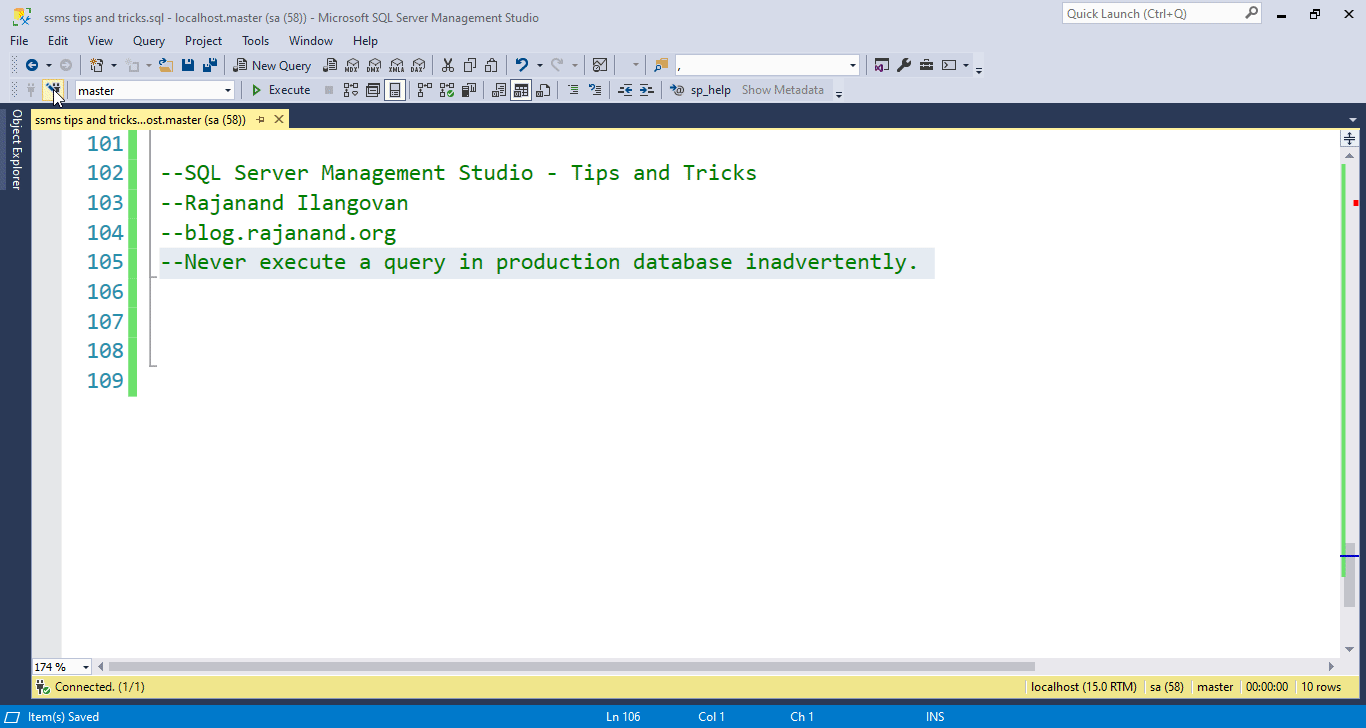 ssms tips and tricks.sql - localhost.master (sa (58)) - Microsoft SQL Server Management Studio
Quick Launch (Ctrl+Q)
File Edit View Query Project Tools Window Help
New Query MDX DMX XMLA DAX ,
master Execute sp_help Show Metadata
Object Explorer
ssms tips and tricks...ost.master (sa (58))
101
102 --SQL Server Management Studio - Tips and Tricks
103 --Rajanand Ilangovan
104 --blog.rajanand.org
105 --Never execute a query in production database inadvertently.
106
107
108
109
174 %
Connected. (1/1) localhost (15.0 RTM) sa (58) master 00:00:00 10 rows
Item(s) Saved Ln 106 Col 1 Ch 1 INS